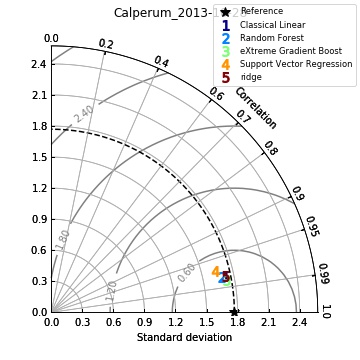 Calperum_2013-
Reference
1 Classical Linear
2 Random Forest
3 eXtreme Gradient Boost
4 Support Vector Regression
5 ridge
0.0 0.2 0.4 0.6 0.7 0.8 0.9 0.95 0.99 1.0
Correlation
2.4
2.1
1.8
1.5
1.2
0.9
0.6
0.3
0.0
2.40
1.80
1.20
0.60
4 2 3 5
0.0 0.3 0.6 0.9 1.2 1.5 1.8 2.1 2.4
Standard deviation